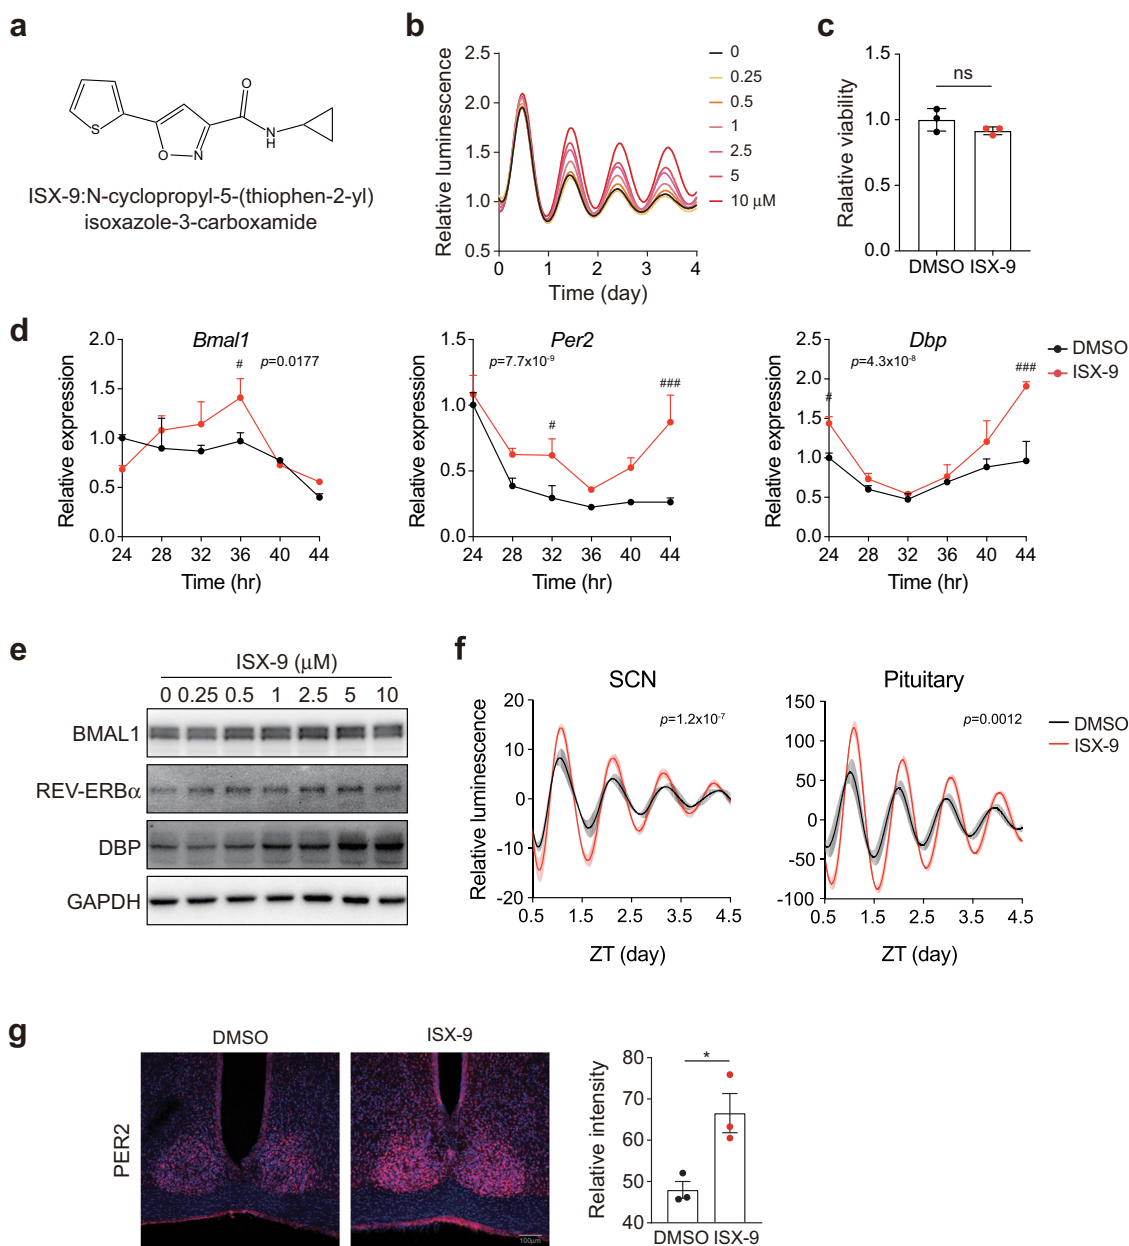 a
S
O
N
O
N
H
ISX-9:N-cyclopropyl-5-(thiophen-2-yl)
isoxazole-3-carboxamide
b
Relative luminescence
2.5
2.0
1.5
1.0
0.5
0 1 2 3 4
Time (day)
0
0.25
0.5
1
2.5
5
10 μM
c
Relative viability
1.5
1.0
0.5
0.0
ns
DMSO ISX-9
d
Bmal1
p=0.0177
#
Relative expression
2.0
1.5
1.0
0.5
0.0
24 28 32 36 40 44
Time (hr)
Per2
p=7.7x10-9
#
###
Relative expression
1.5
1.0
0.5
0.0
24 28 32 36 40 44
Time (hr)
Dbp
p=4.3x10-8
#
###
Relative expression
2.5
2.0
1.5
1.0
0.5
0.0
24 28 32 36 40 44
Time (hr)
DMSO
ISX-9
e
ISX-9 (μM)
0 0.25 0.5 1 2.5 5 10
BMAL1
REV-ERBα
DBP
GAPDH
f
SCN
p=1.2x10-7
Relative luminescence
20
10
0
-10
-20
0.5 1.5 2.5 3.5 4.5
ZT (day)
Pituitary
p=0.0012
150
100
50
0
-50
-100
0.5 1.5 2.5 3.5 4.5
ZT (day)
DMSO
ISX-9
g
DMSO
ISX-9
PER2
100μm
Relative intensity
80
70
60
50
40
*
DMSO ISX-9